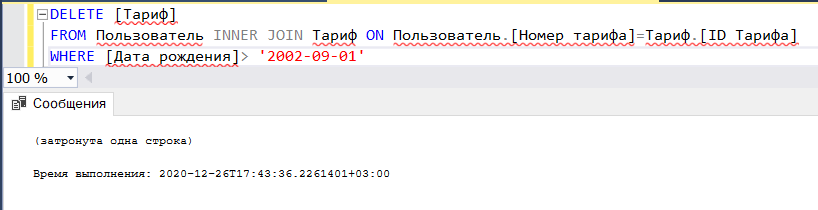 DELETE [Тариф]
FROM Пользователь INNER JOIN Тариф ON Пользователь.[Номер тарифа]=Тариф.[ID Тарифа]
WHERE [Дата рождения]> '2002-09-01'
100 %
Сообщения
(затронута одна строка)
Время выполнения: 2020-12-26T17:43:36.2261401+03:00